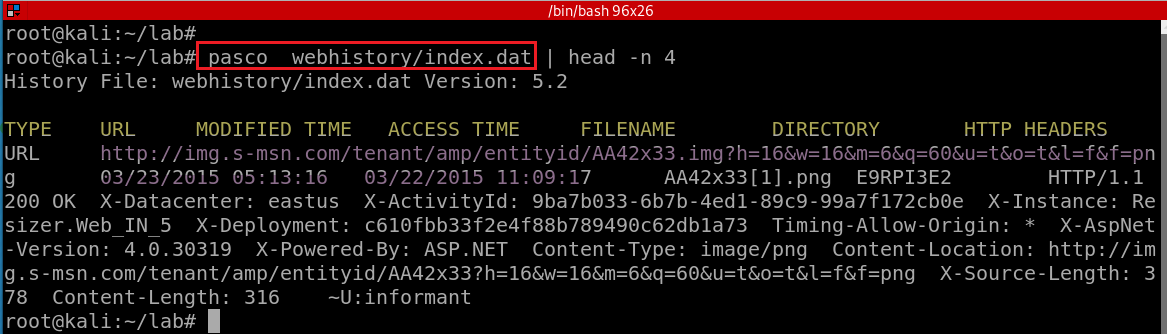 /bin/bash 96x26
root@kali:~/lab#
root@kali:~/lab# pasco  webhistory/index.dat | head -n 4
History File: webhistory/index.dat Version: 5.2
TYPE    URL     MODIFIED TIME   ACCESS TIME     FILENAME        DIRECTORY       HTTP HEADERS
URL     http://img.s-msn.com/tenant/amp/entityid/AA42x33.img?h=16&w=16&m=6&q=60&u=t&o=t&l=f&f=pn
g       03/23/2015 05:13:16   03/22/2015 11:09:17      AA42x33[1].png  E9RPI3E2        HTTP/1.1
200 OK  X-Datacenter: eastus  X-ActivityId: 9ba7b033-6b7b-4ed1-89c9-99a7f172cb0e  X-Instance: Re
sizer.Web_IN_5  X-Deployment: c610fbb33f2e4f88b789490c62db1a73  Timing-Allow-Origin: *  X-AspNet
-Version: 4.0.30319  X-Powered-By: ASP.NET  Content-Type: image/png  Content-Location: http://im
g.s-msn.com/tenant/amp/entityid/AA42x33?h=16&w=16&m=6&q=60&u=t&o=t&l=f&f=png  X-Source-Length: 3
78  Content-Length: 316    ~U:informant
root@kali:~/lab#